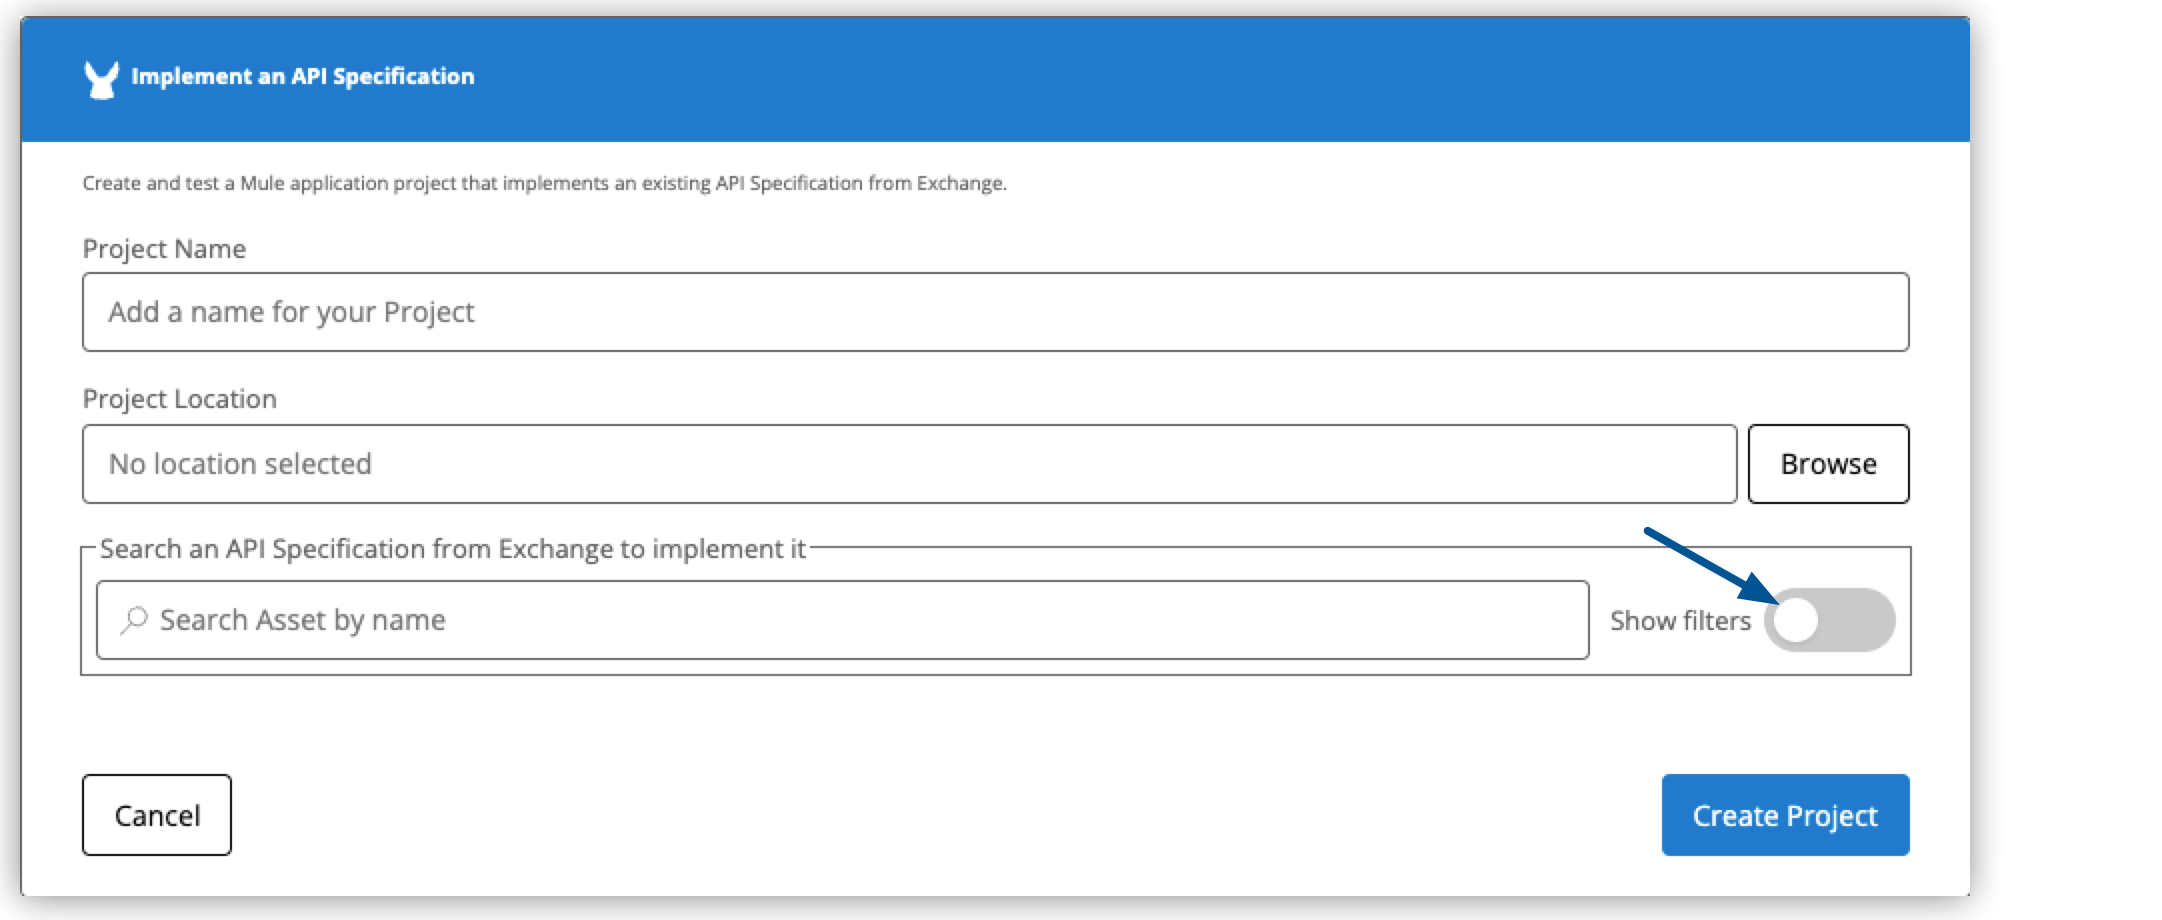 Implement an API Specification
Create and test a Mule application project that implements an existing API Specification from Exchange.
Project Name
Add a name for your Project
Project Location
No location selected
Browse
Search an API Specification from Exchange to implement it
Search Asset by name
Show filters
Cancel
Create Project